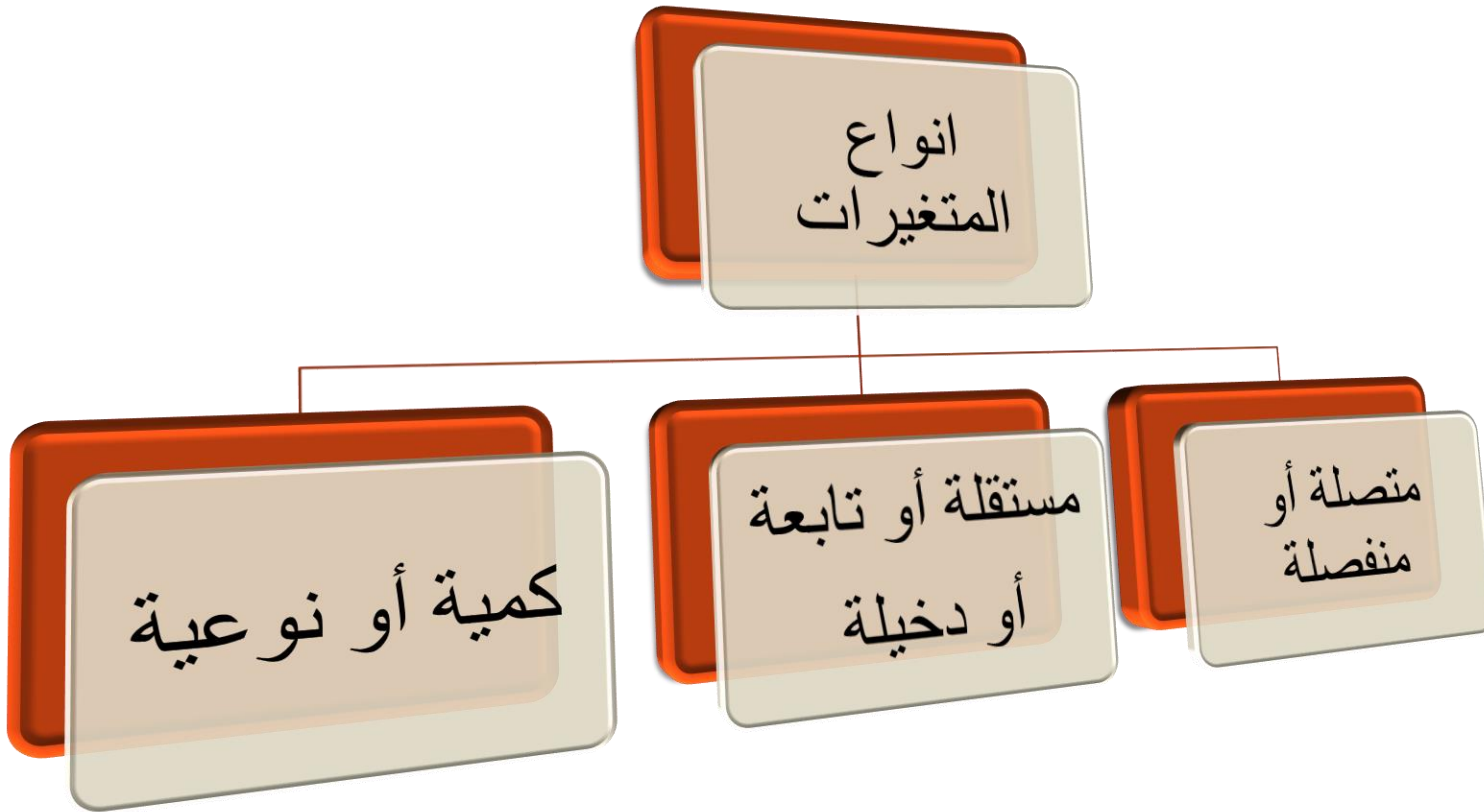 انواع
المتغيرات
متصلة أو
منفصلة
مستقلة أو تابعة
أو دخيلة
كمية أو نوعية